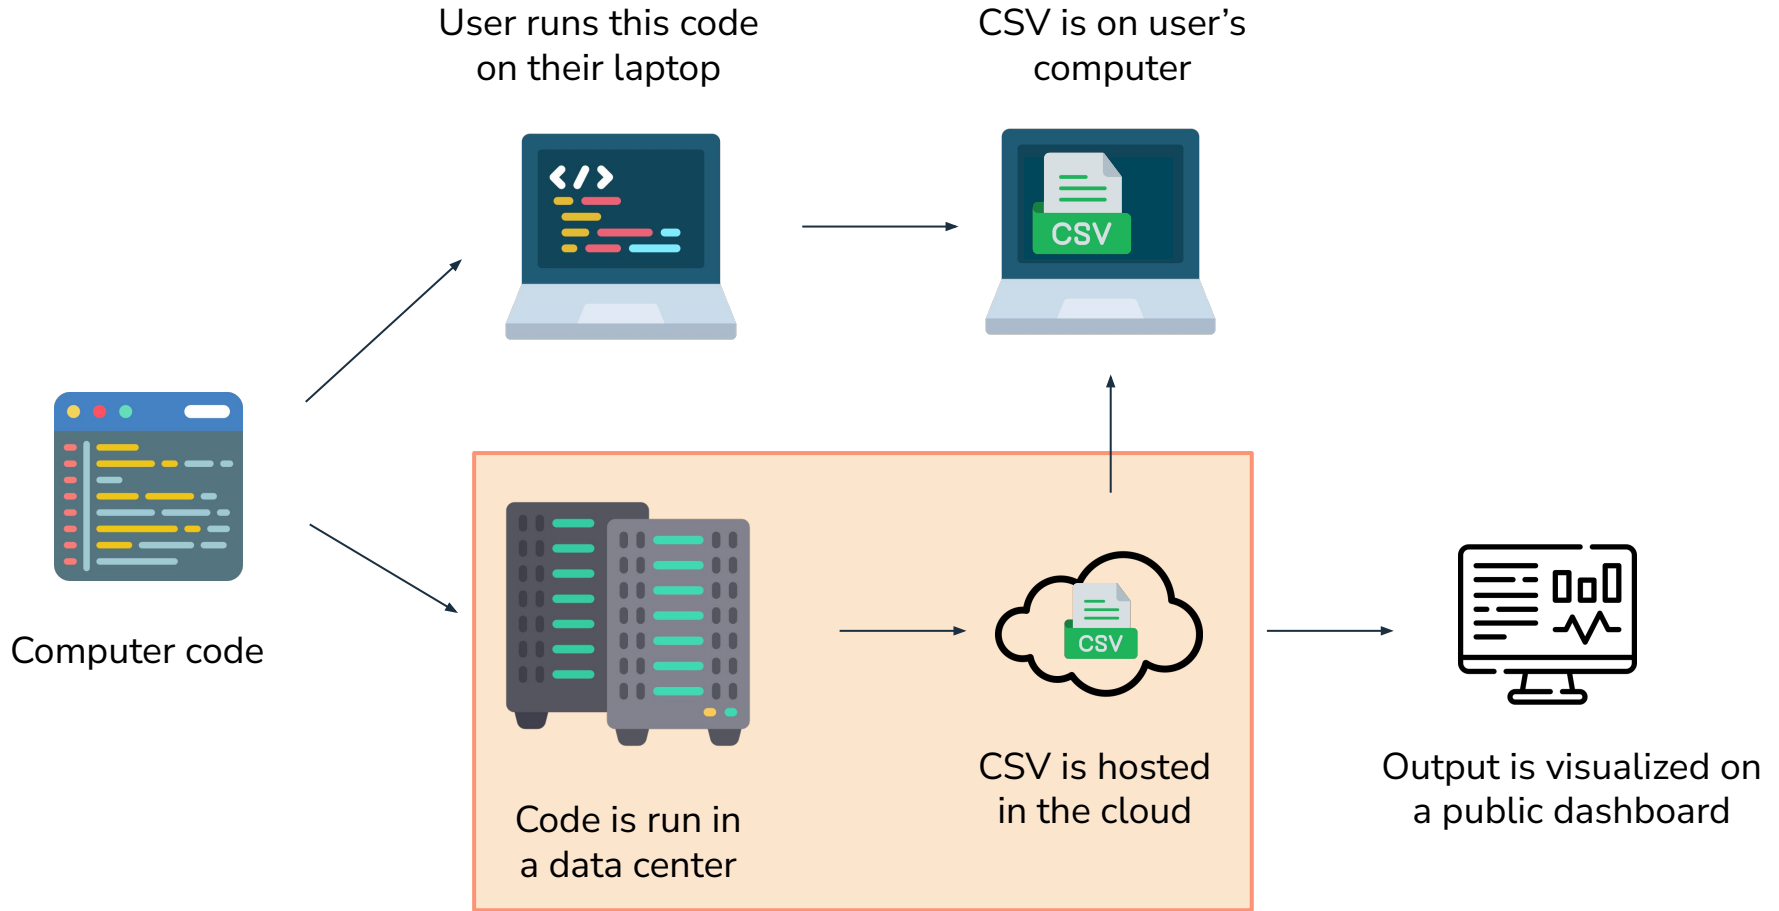 User runs this code
on their laptop
CSV is on user’s
computer
</>
CSV
Computer code
CSV
Code is run in
a data center
CSV is hosted
in the cloud
Output is visualized on
a public dashboard